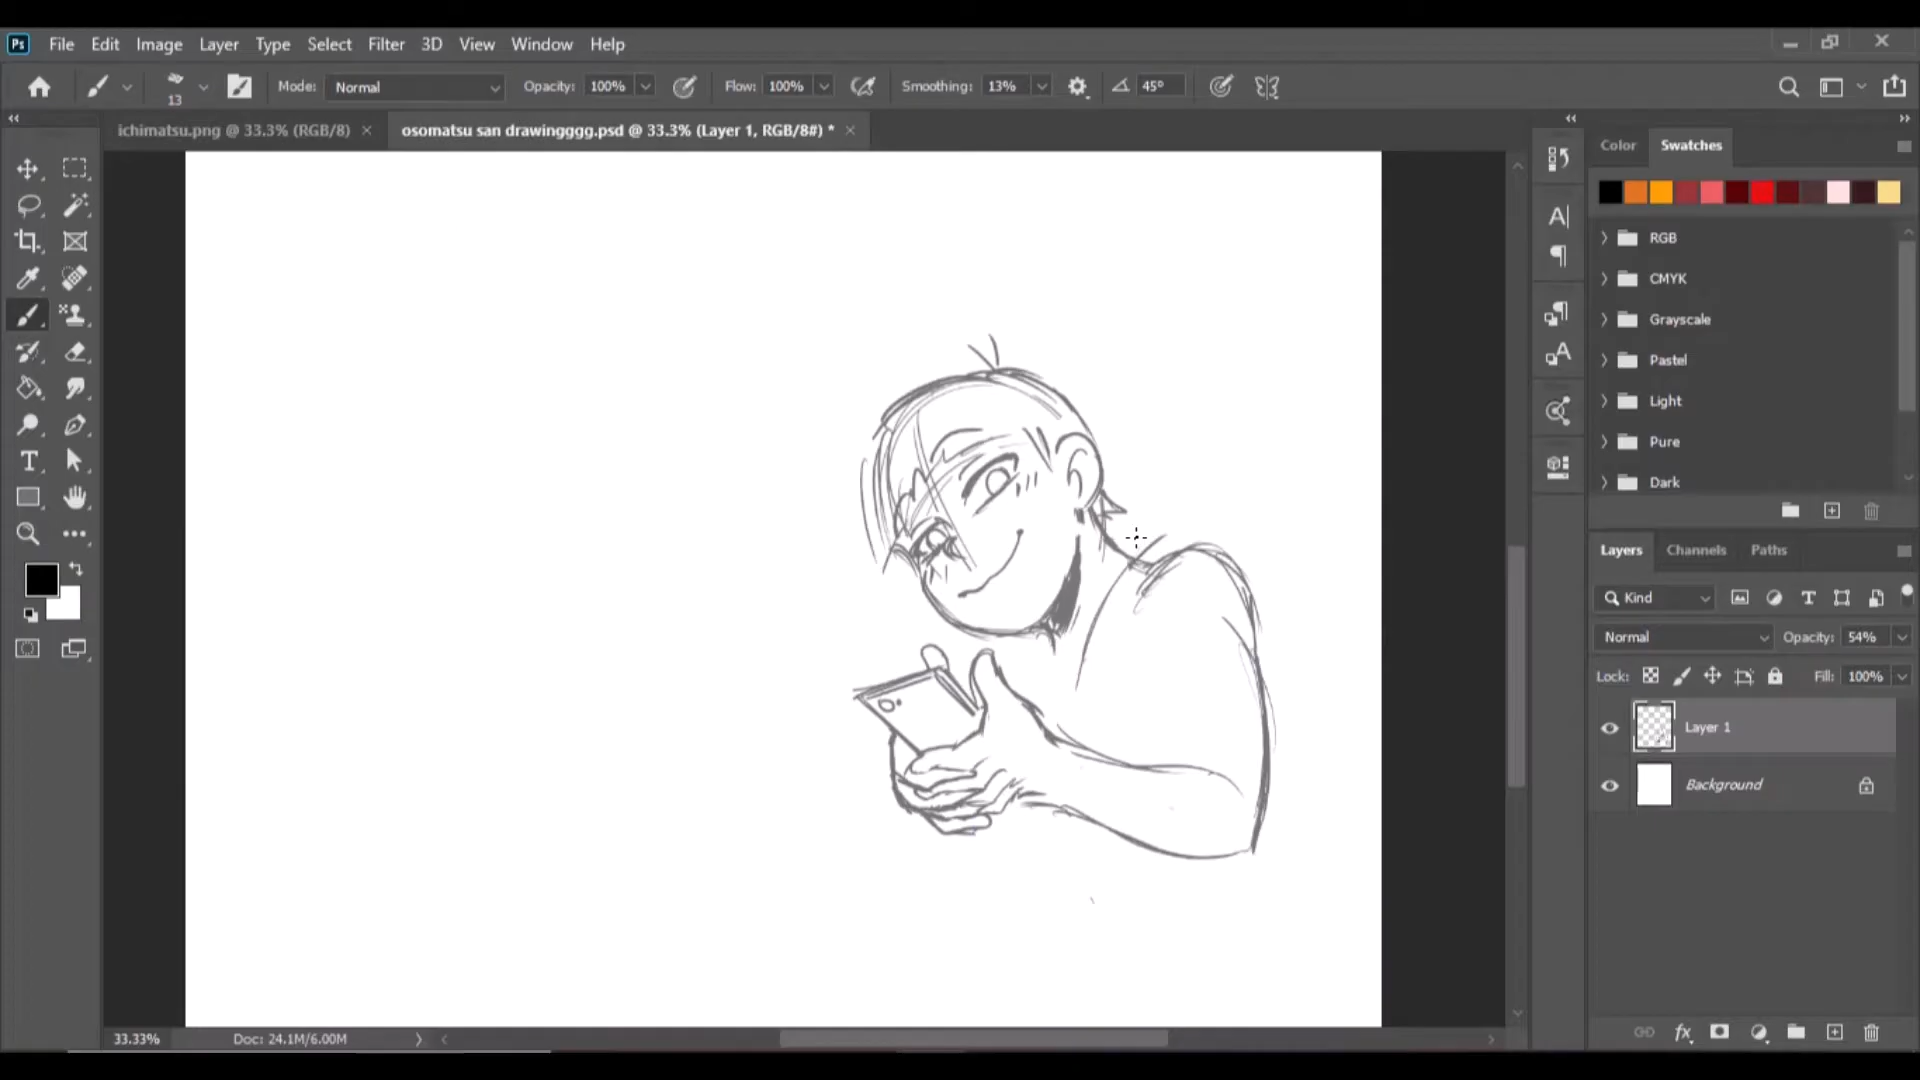 Ps File Edit Image Layer Type Select Filter 3D View Window Help
13 Mode: Normal Opacity: 100% Flow: 100% Smoothing: 13% 45°
ichimatsu.png @ 33.3% (RGB/8) × osomatsu san drawingggg.psd @ 33.3% (Layer 1, RGB/8#) * ×
Color Swatches
RGB
CMYK
Grayscale
Pastel
Light
Pure
Dark
Layers Channels Paths
Kind
Normal Opacity: 54%
Lock: Fill: 100%
Layer 1
Background
33.33% Doc: 24.1M/6.00M